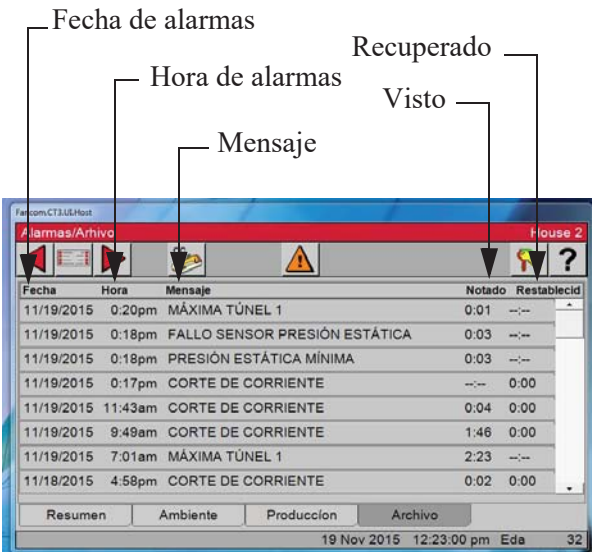 Fecha de alarmas
Recuperado
Hora de alarmas
Visto
Mensaje
Fancom.CT3.UI.Host
Alarmas/Arhivo House 2
?
Fecha Hora Mensaje Notado Restablecid
11/19/2015 0:20pm MÁXIMA TÚNEL 1 0:01 --:--
11/19/2015 0:18pm FALLO SENSOR PRESIÓN ESTÁTICA 0:03 --:--
11/19/2015 0:18pm PRESIÓN ESTÁTICA MÍNIMA 0:03 --:--
11/19/2015 0:17pm CORTE DE CORRIENTE --:-- 0:00
11/19/2015 11:43am CORTE DE CORRIENTE 0:04 0:00
11/19/2015 9:49am CORTE DE CORRIENTE 1:46 0:00
11/19/2015 7:01am MÁXIMA TÚNEL 1 2:23 --:--
11/18/2015 4:58pm CORTE DE CORRIENTE 0:02 0:00
Resumen Ambiente Produccíon Archivo
19 Nov 2015 12:23:00 pm Eda 32